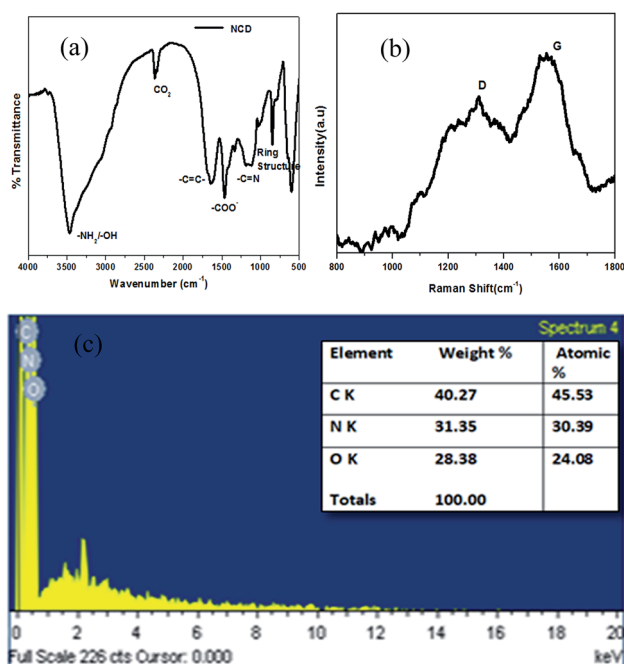 (a)
NCD
CO2
-NH2/-OH
-C=C-
-COO-
-C=N
Ring
Structure
% Transmittance
4000 3500 3000 2500 2000 1500 1000 500
Wavenumber (cm-1)
(b)
D
G
Intensity(a.u)
800 1000 1200 1400 1600 1800
Raman Shift(cm-1)
(c)
Spectrum 4
C
N
O
Element Weight % Atomic
%
C K 40.27 45.53
N K 31.35 30.39
O K 28.38 24.08
Totals 100.00
0 2 4 6 8 10 12 14 16 18 20
Full Scale 226 cts Cursor: 0.000 keV